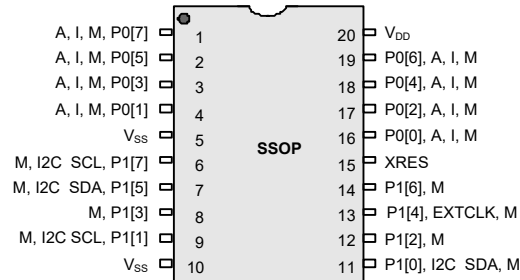 A, I, M, P0[7] 1 20 VDD
A, I, M, P0[5] 2 19 P0[6], A, I, M
A, I, M, P0[3] 3 18 P0[4], A, I, M
A, I, M, P0[1] 4 17 P0[2], A, I, M
VSS 5 16 P0[0], A, I, M
SSOP
M, I2C SCL, P1[7] 6 15 XRES
M, I2C SDA, P1[5] 7 14 P1[6], M
M, P1[3] 8 13 P1[4], EXTCLK, M
M, I2C SCL, P1[1] 9 12 P1[2], M
VSS 10 11 P1[0], I2C SDA, M